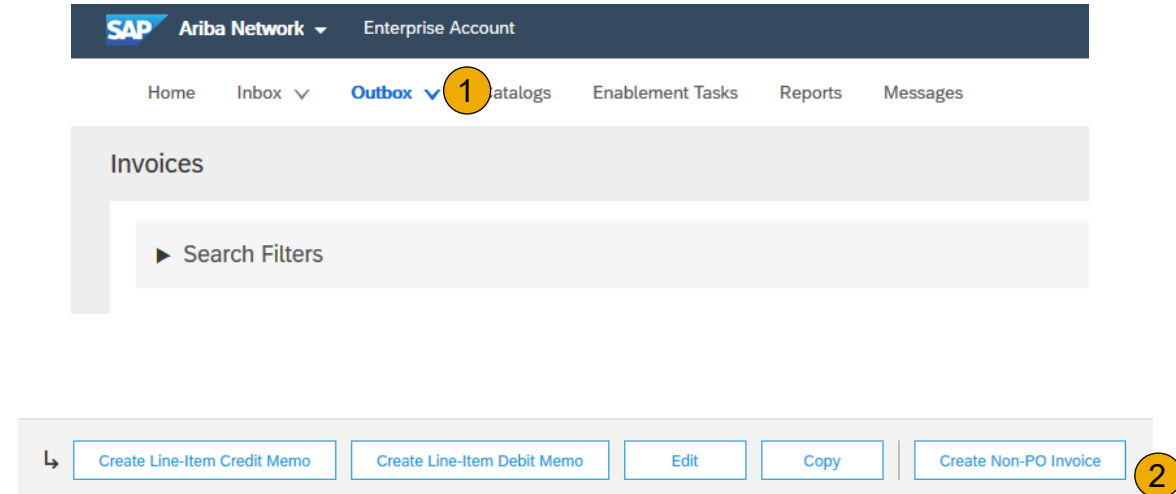 SAP Ariba Network Enterprise Account
Home Inbox Outbox 1 atalogs Enablement Tasks Reports Messages
Invoices
Search Filters
Create Line-Item Credit Memo Create Line-Item Debit Memo Edit Copy Create Non-PO Invoice 2